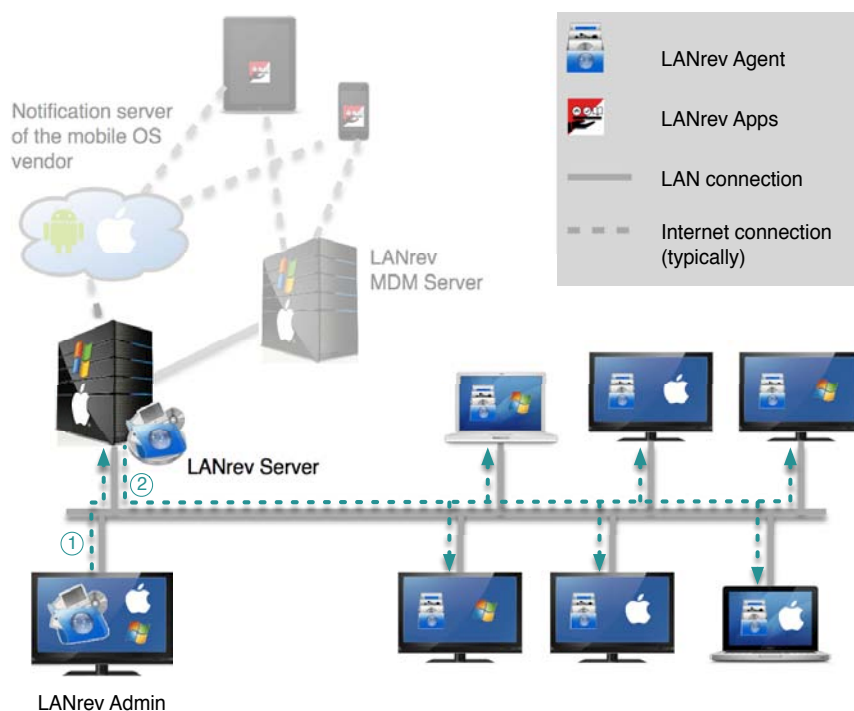 Notification server
of the mobile OS
vendor
LANrev
MDM Server
LANrev Agent
LANrev Apps
LAN connection
Internet connection
(typically)
LANrev Server
②
①
LANrev Admin